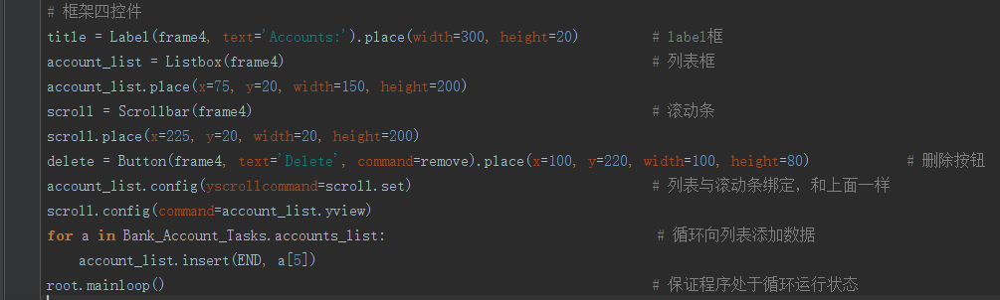 # 框架四控件
title = Label(frame4, text='Accounts:').place(width=300, height=20) # label框
account_list = Listbox(frame4) # 列表框
account_list.place(x=75, y=20, width=150, height=200)
scroll = Scrollbar(frame4) # 滚动条
scroll.place(x=225, y=20, width=20, height=200)
delete = Button(frame4, text='Delete', command=remove).place(x=100, y=220, width=100, height=80) # 删除按钮
account_list.config(yscrollcommand=scroll.set) # 列表与滚动条绑定，和上面一样
scroll.config(command=account_list.yview)
for a in Bank_Account_Tasks.accounts_list: # 循环向列表添加数据
    account_list.insert(END, a[5])
root.mainloop() # 保证程序处于循环运行状态